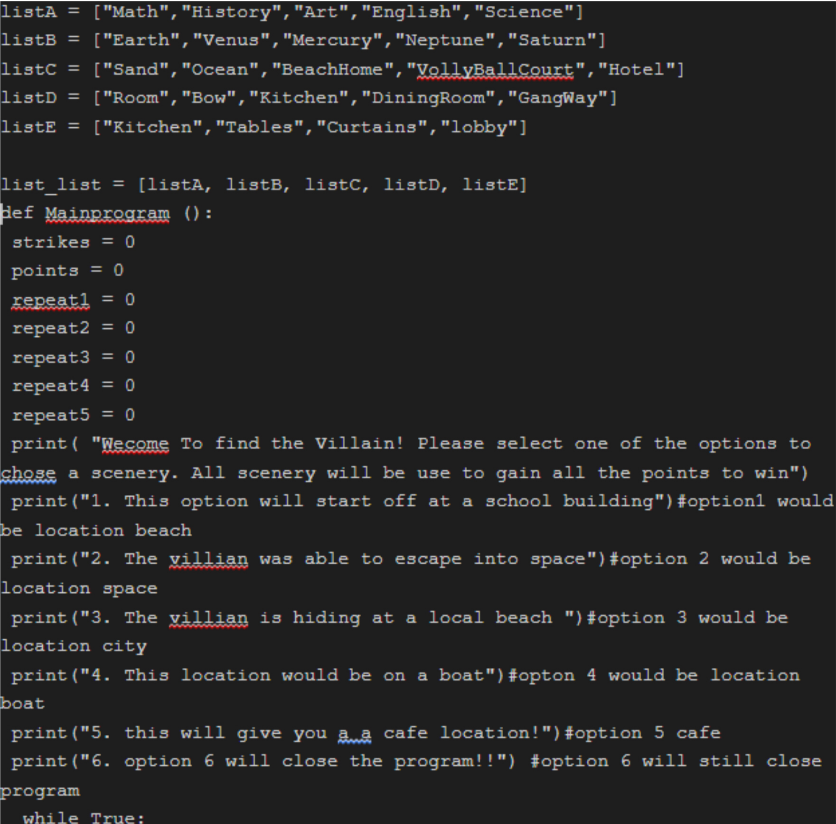 listA = ["Math","History","Art","English","Science"]
listB = ["Earth","Venus","Mercury","Neptune","Saturn"]
listC = ["Sand","Ocean","BeachHome","VollyBallCourt","Hotel"]
listD = ["Room","Bow","Kitchen","DiningRoom","GangWay"]
listE = ["Kitchen","Tables","Curtains","lobby"]
list_list = [listA, listB, listC, listD, listE]
def Mainprogram ():
strikes = 0
points = 0
repeat1 = 0
repeat2 = 0
repeat3 = 0
repeat4 = 0
repeat5 = 0
print( "Wecome To find the Villain! Please select one of the options to
chose a scenery. All scenery will be use to gain all the points to win")
print("1. This option will start off at a school building")#option1 would
be location beach
print("2. The villian was able to escape into space")#option 2 would be
location space
print("3. The villian is hiding at a local beach ")#option 3 would be
location city
print("4. This location would be on a boat")#opton 4 would be location
boat
print("5. this will give you a a cafe location!")#option 5 cafe
print("6. option 6 will close the program!!") #option 6 will still close
program
while True: